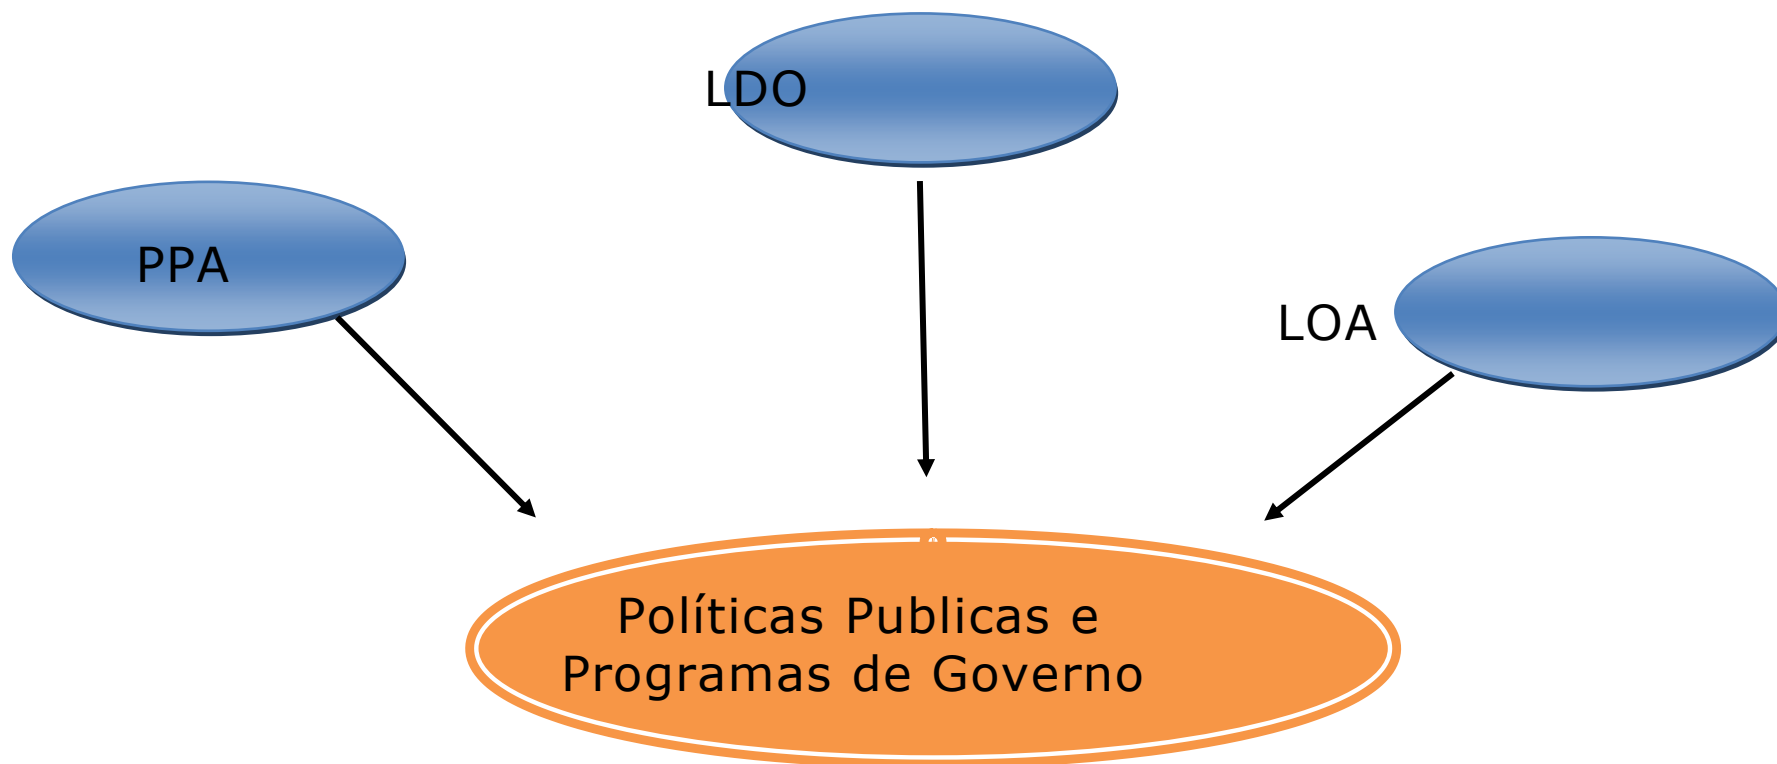 LDO
PPA
LOA
Políticas Publicas e
Programas de Governo